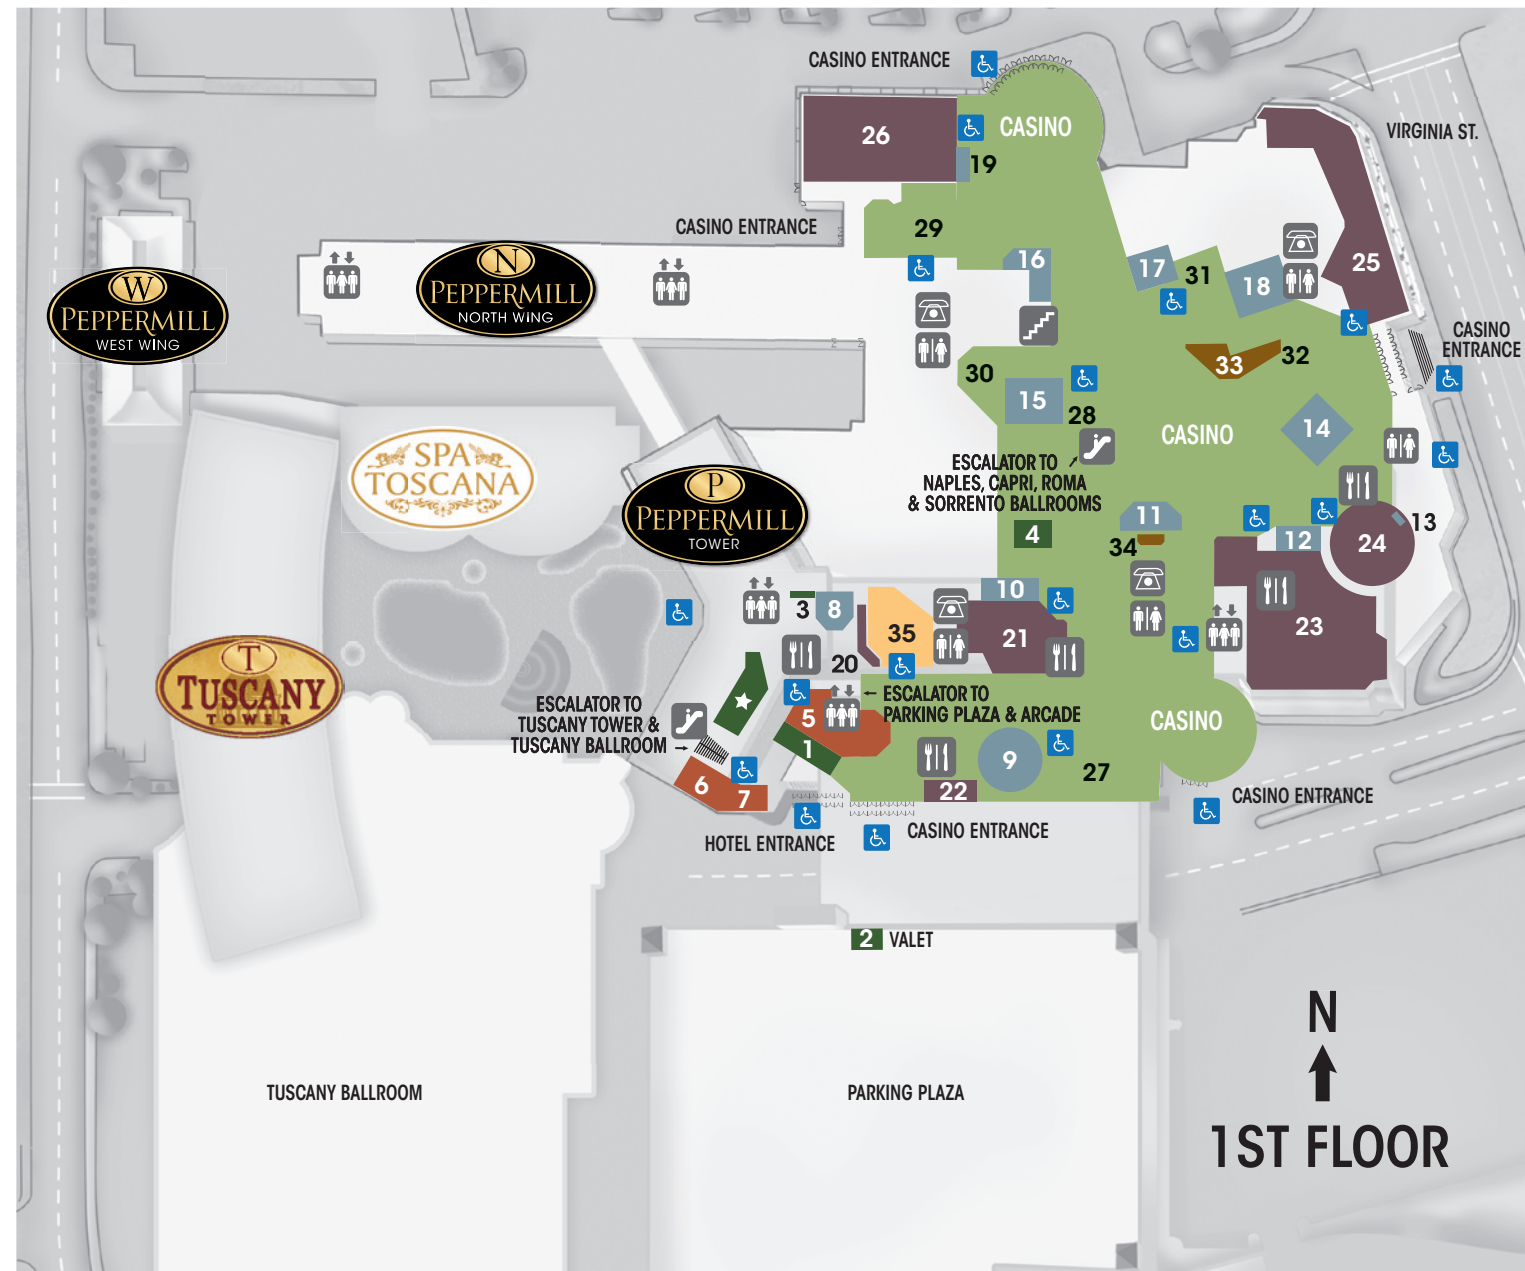 CASINO ENTRANCE
CASINO
26
19
VIRGINIA ST.
CASINO ENTRANCE
29
16
17
31
18
25
N
PEPPERMILL
NORTH WING
W
PEPPERMILL
WEST WING
CASINO
ENTRANCE
33
32
30
15
28
CASINO
14
SPA
TOSCANA
ESCALATOR TO
NAPLES, CAPRI, ROMA
& SORRENTO BALLROOMS
P
PEPPERMILL
TOWER
4
11
34
12
13
24
3
8
35
10
21
23
20
T
TUSCANY
TOWER
ESCALATOR TO
TUSCANY TOWER &
TUSCANY BALLROOM
ESCALATOR TO
PARKING PLAZA & ARCADE
5
1
6
7
9
22
27
CASINO
HOTEL ENTRANCE
CASINO ENTRANCE
CASINO ENTRANCE
2 VALET
TUSCANY BALLROOM
PARKING PLAZA
N
1ST FLOOR